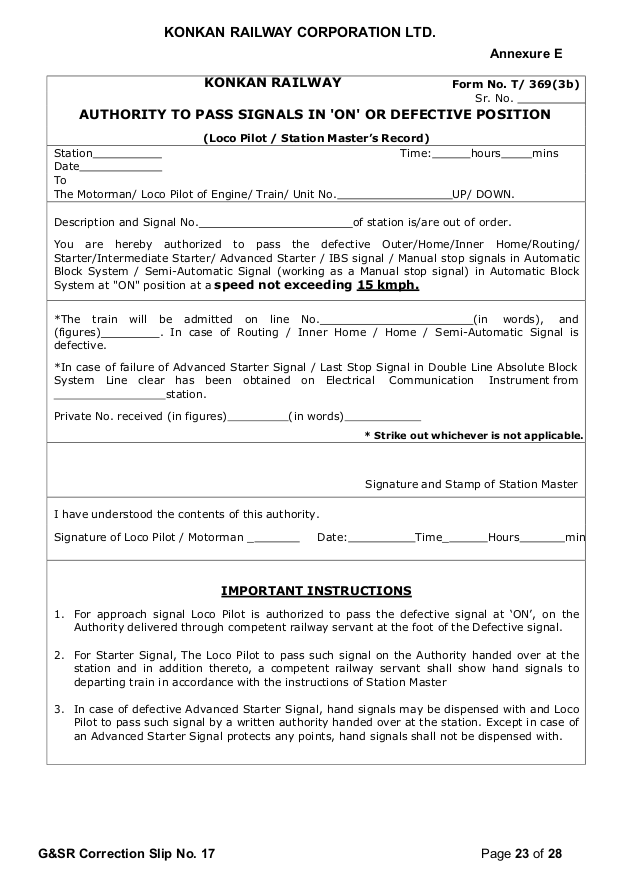 KONKAN RAILWAY CORPORATION LTD.
Annexure E
KONKAN RAILWAY
Form No. T/ 369(3b)
Sr. No. __________
AUTHORITY TO PASS SIGNALS IN 'ON' OR DEFECTIVE POSITION
(Loco Pilot / Station Master’s Record)
Station__________ Time:______hours_____mins
Date____________
To
The Motorman/ Loco Pilot of Engine/ Train/ Unit No.________________UP/ DOWN.
Description and Signal No.______________________of station is/are out of order.
You are hereby authorized to pass the defective Outer/Home/Inner Home/Routing/
Starter/Intermediate Starter/ Advanced Starter / IBS signal / Manual stop signals in Automatic
Block System / Semi-Automatic Signal (working as a Manual stop signal) in Automatic Block
System at "ON" position at a speed not exceeding 15 kmph.
*The train will be admitted on line No.______________________(in words), and
(figures)_________. In case of Routing / Inner Home / Home / Semi-Automatic Signal is
defective.
*In case of failure of Advanced Starter Signal / Last Stop Signal in Double Line Absolute Block
System Line clear has been obtained on Electrical Communication Instrument from
________________station.
Private No. received (in figures)_________(in words)___________
* Strike out whichever is not applicable.
Signature and Stamp of Station Master
I have understood the contents of this authority.
Signature of Loco Pilot / Motorman ________ Date:__________Time_______Hours_______min
IMPORTANT INSTRUCTIONS
1. For approach signal Loco Pilot is authorized to pass the defective signal at ‘ON’, on the
Authority delivered through competent railway servant at the foot of the Defective signal.
2. For Starter Signal, The Loco Pilot to pass such signal on the Authority handed over at the
station and in addition thereto, a competent railway servant shall show hand signals to
departing train in accordance with the instructions of Station Master
3. In case of defective Advanced Starter Signal, hand signals may be dispensed with and Loco
Pilot to pass such signal by a written authority handed over at the station. Except in case of
an Advanced Starter Signal protects any points, hand signals shall not be dispensed with.
G&SR Correction Slip No. 17
Page 23 of 28